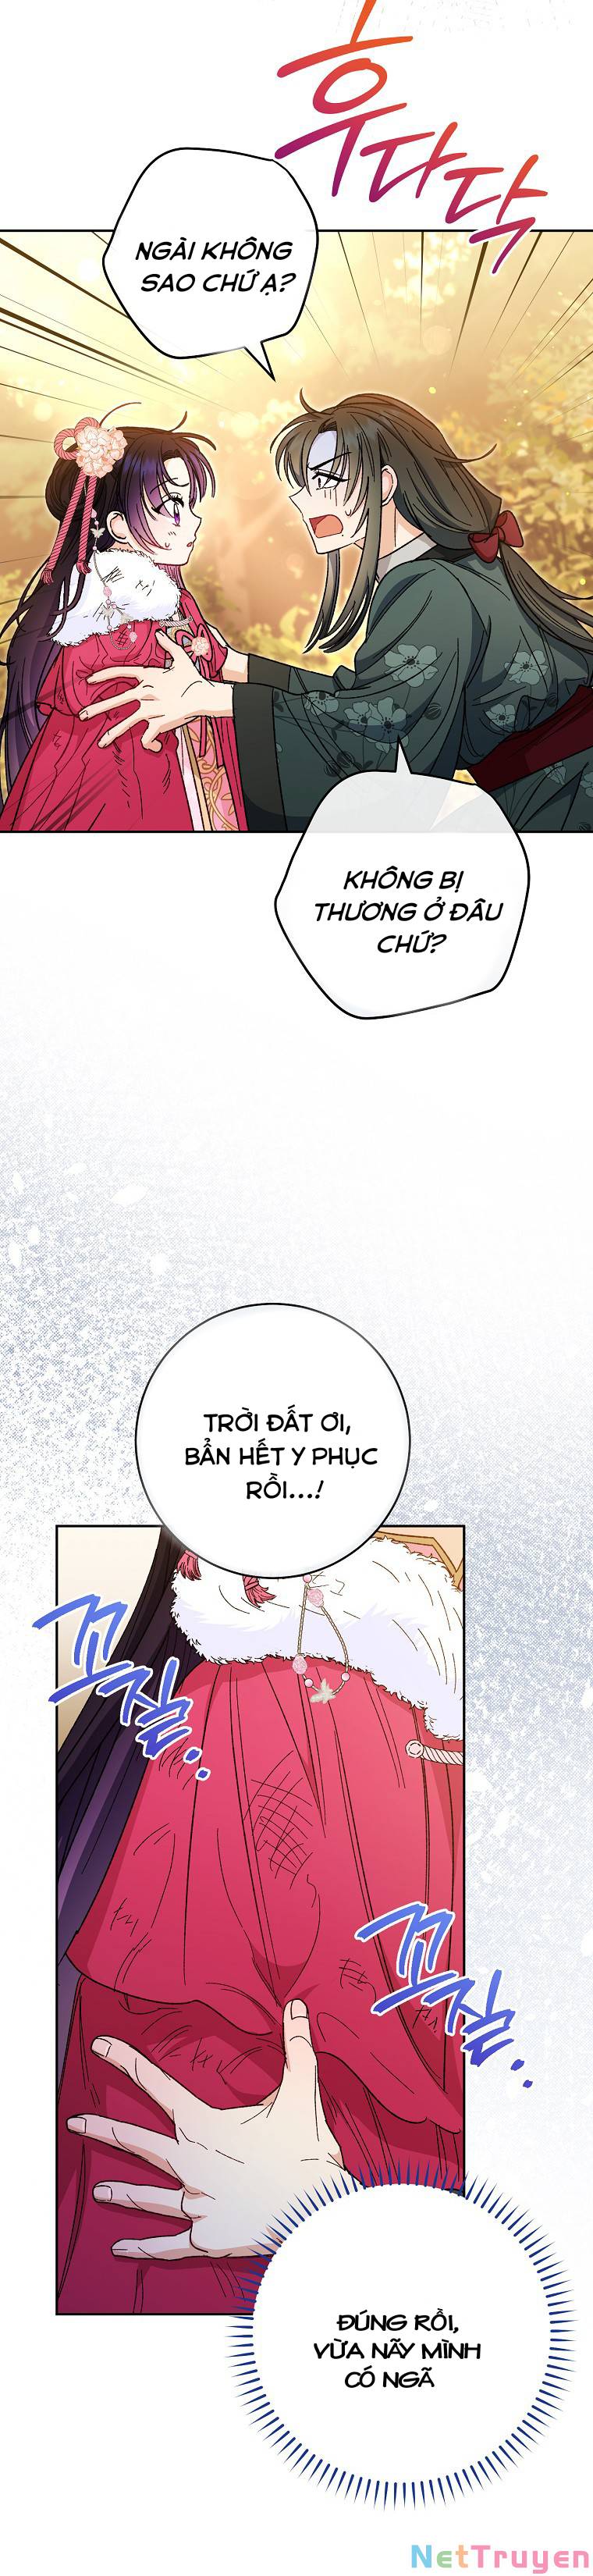 후다닥
NGÀI KHÔNG
SAO CHỨ Ạ?
KHÔNG BỊ
THƯƠNG Ở ĐÂU
CHỨ?
TRỜI ĐẤT ƠI,
BẨN HẾT Y PHỤC
RỒI...!
꼬질.
꼬질.
ĐÚNG RỒI,
VỪA NÃY MÌNH
CÓ NGÃ
NetTruyen